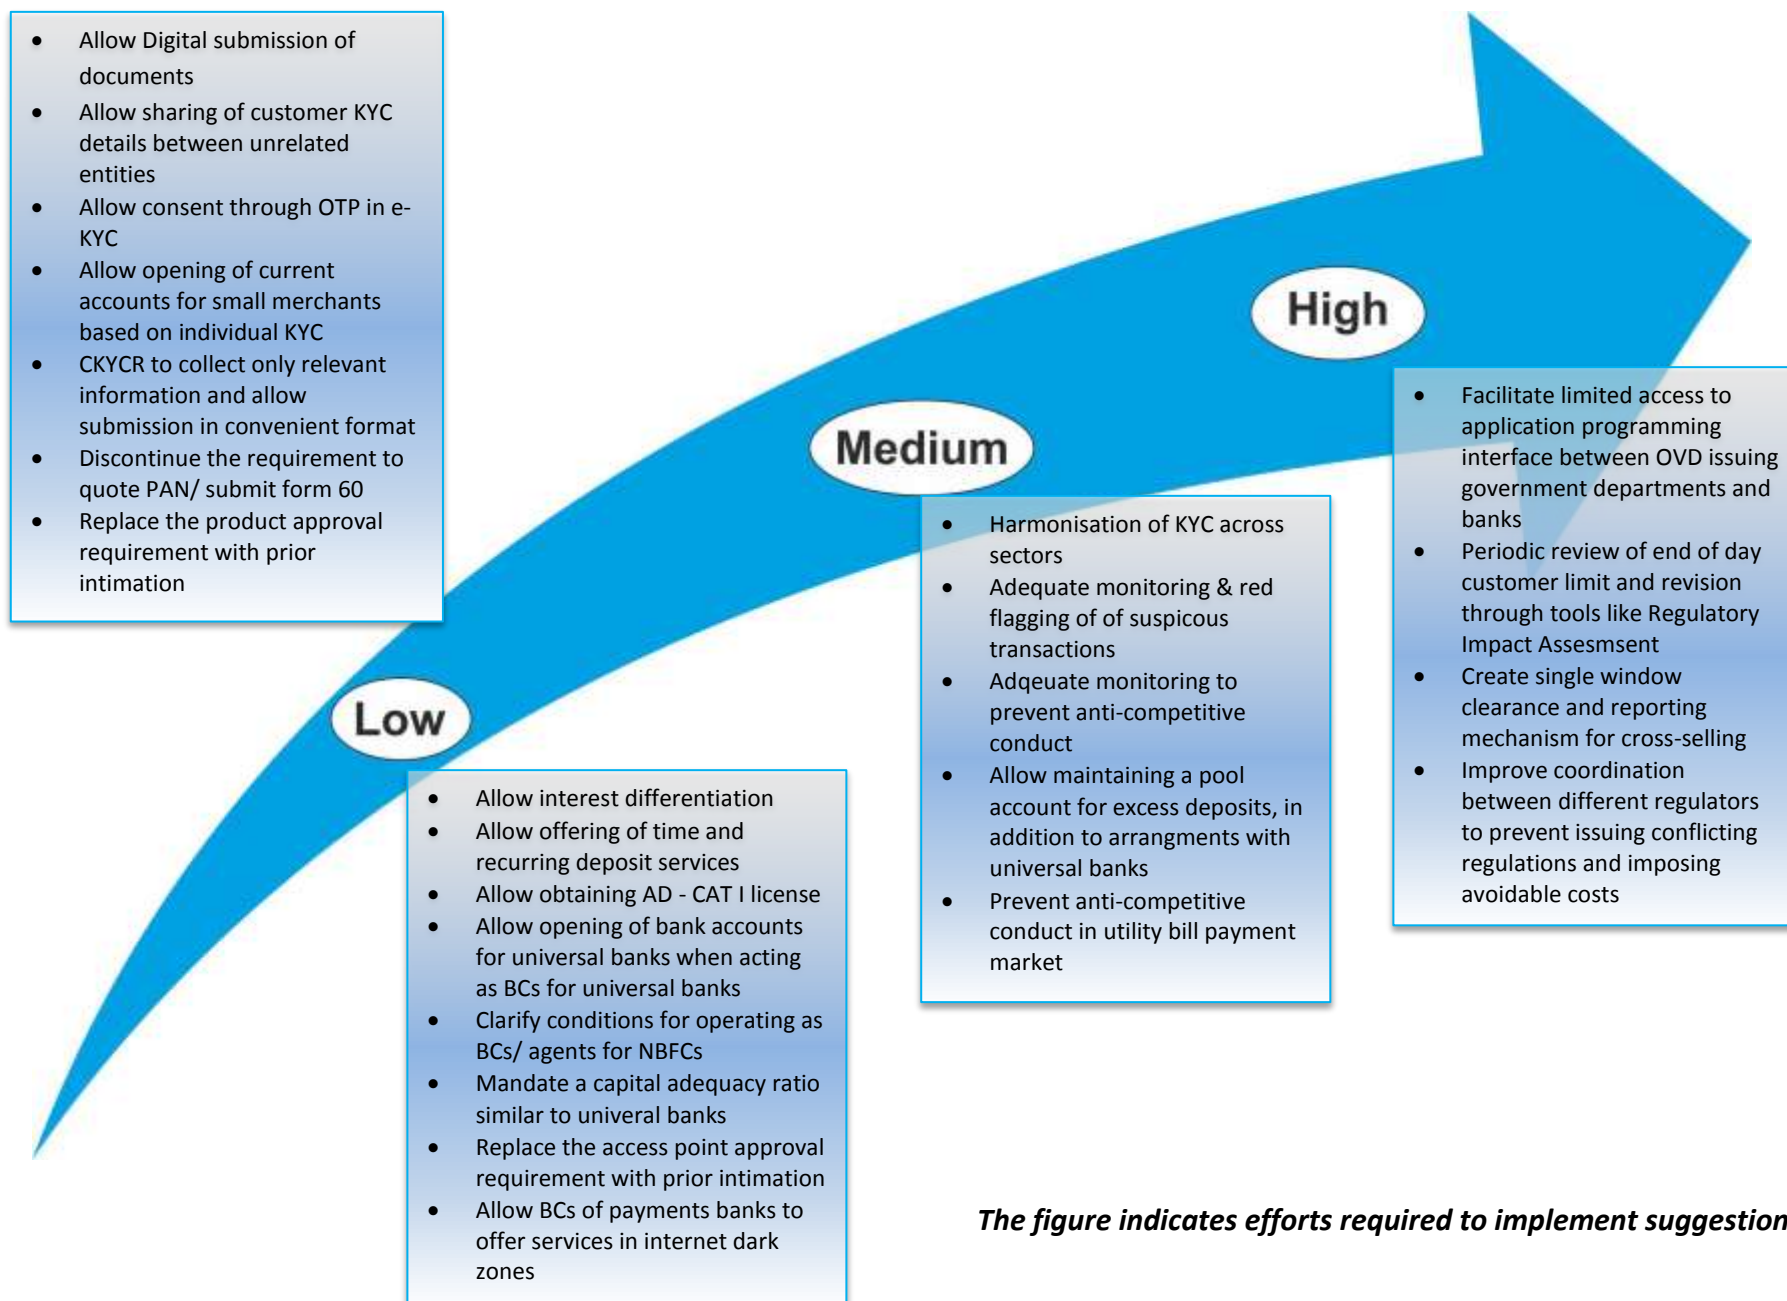 • Allow Digital submission of
documents
• Allow sharing of customer KYC
details between unrelated
entities
• Allow consent through OTP in e-
KYC
• Allow opening of current
accounts for small merchants
based on individual KYC
• CKYCR to collect only relevant
information and allow
submission in convenient format
• Discontinue the requirement to
quote PAN/ submit form 60
• Replace the product approval
requirement with prior
intimation
Low
• Allow interest differentiation
• Allow offering of time and
recurring deposit services
• Allow obtaining AD - CAT I license
• Allow opening of bank accounts
for universal banks when acting
as BCs for universal banks
• Clarify conditions for operating as
BCs/ agents for NBFCs
• Mandate a capital adequacy ratio
similar to univeral banks
• Replace the access point approval
requirement with prior intimation
• Allow BCs of payments banks to
offer services in internet dark
zones
Medium
• Harmonisation of KYC across
sectors
• Adequate monitoring & red
flagging of of suspicous
transactions
• Adqeuate monitoring to
prevent anti-competitive
conduct
• Allow maintaining a pool
account for excess deposits, in
addition to arrangments with
universal banks
• Prevent anti-competitive
conduct in utility bill payment
market
High
• Facilitate limited access to
application programming
interface between OVD issuing
government departments and
banks
• Periodic review of end of day
customer limit and revision
through tools like Regulatory
Impact Assesmsent
• Create single window
clearance and reporting
mechanism for cross-selling
• Improve coordination
between different regulators
to prevent issuing conflicting
regulations and imposing
avoidable costs
The figure indicates efforts required to implement suggestion